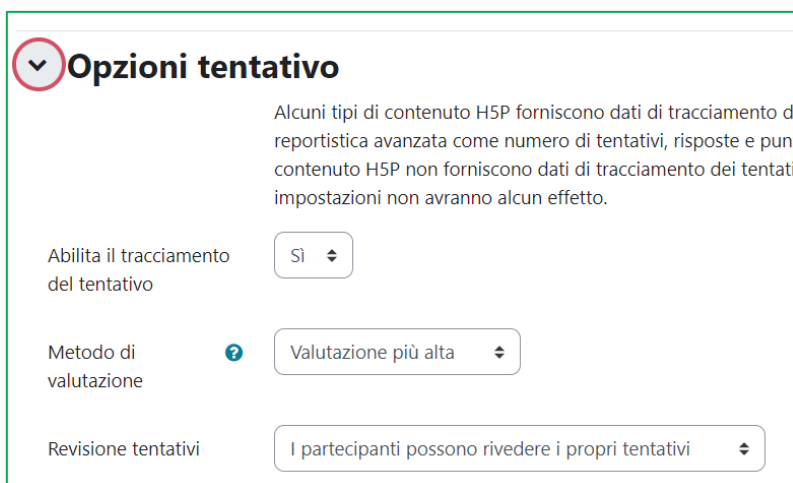 Opzioni tentativo
Alcuni tipi di contenuto H5P forniscono dati di tracciamento
reportistica avanzata come numero di tentativi, risposte e
contenuto H5P non forniscono dati di tracciamento dei
impostazioni non avranno alcun effetto.
Abilita il tracciamento
del tentativo
Sì
Metodo di
valutazione
?
Valutazione più alta
Revisione tentativi
I partecipanti possono rivedere i propri tentativi